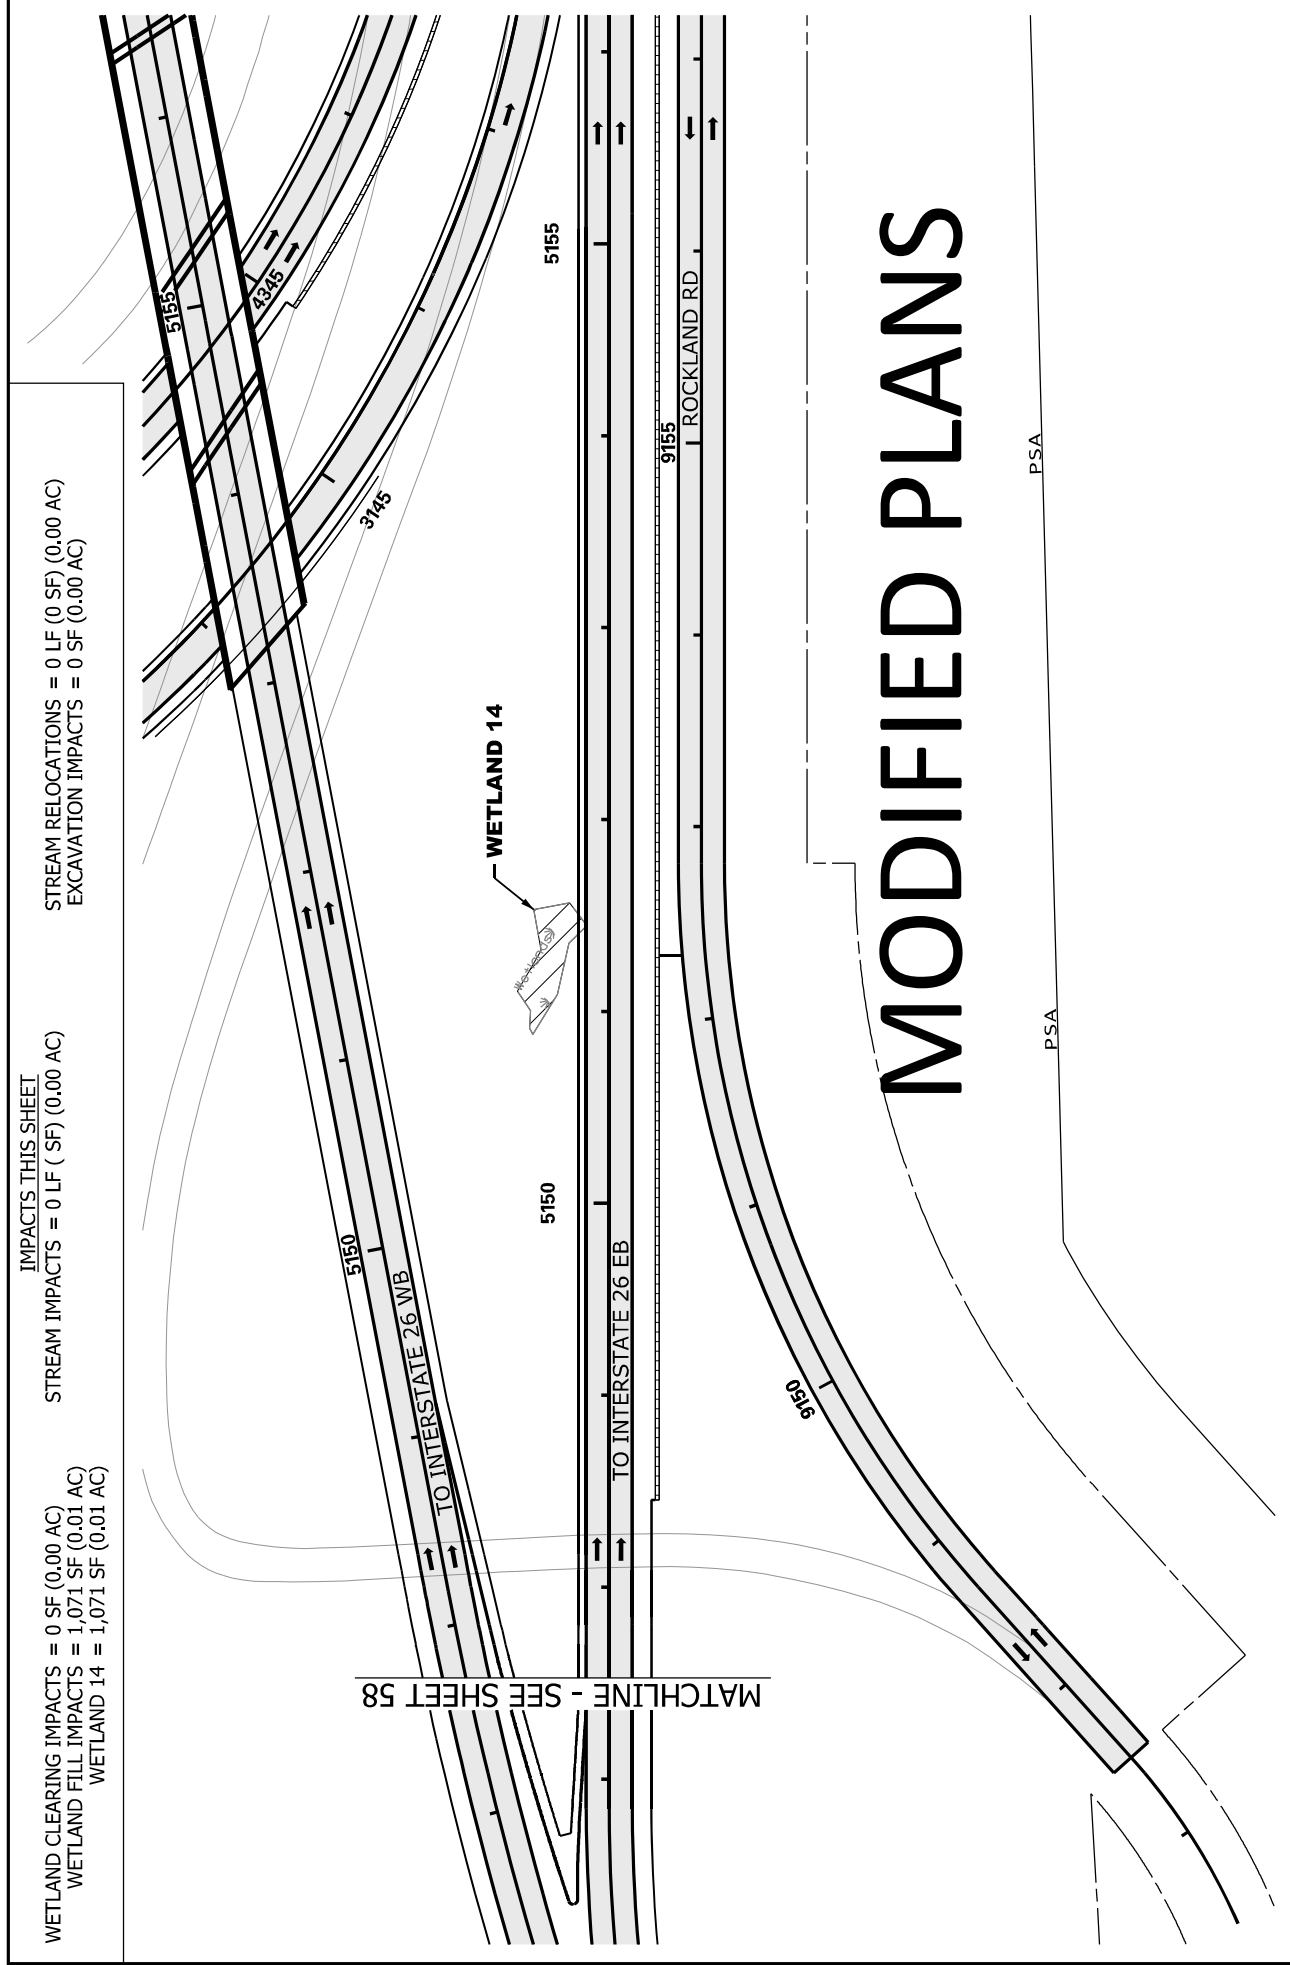 IMPACTS THIS SHEET
WETLAND CLEARING IMPACTS = 0 SF (0.00 AC)
WETLAND FILL IMPACTS = 1,071 SF (0.01 AC)
WETLAND 14 = 1,071 SF (0.01 AC)
STREAM IMPACTS = 0 LF ( SF) (0.00 AC)
STREAM RELOCATIONS = 0 LF (0 SF) (0.00 AC)
EXCAVATION IMPACTS = 0 SF (0.00 AC)
5155
4345
3145
5150
TO INTERSTATE 26 WB
WETLAND 14
Wetlands
5155
5150
TO INTERSTATE 26 EB
MATCHLINE - SEE SHEET 58
9155
ROCKLAND RD
9150
MODIFIED PLANS
PSA
PSA